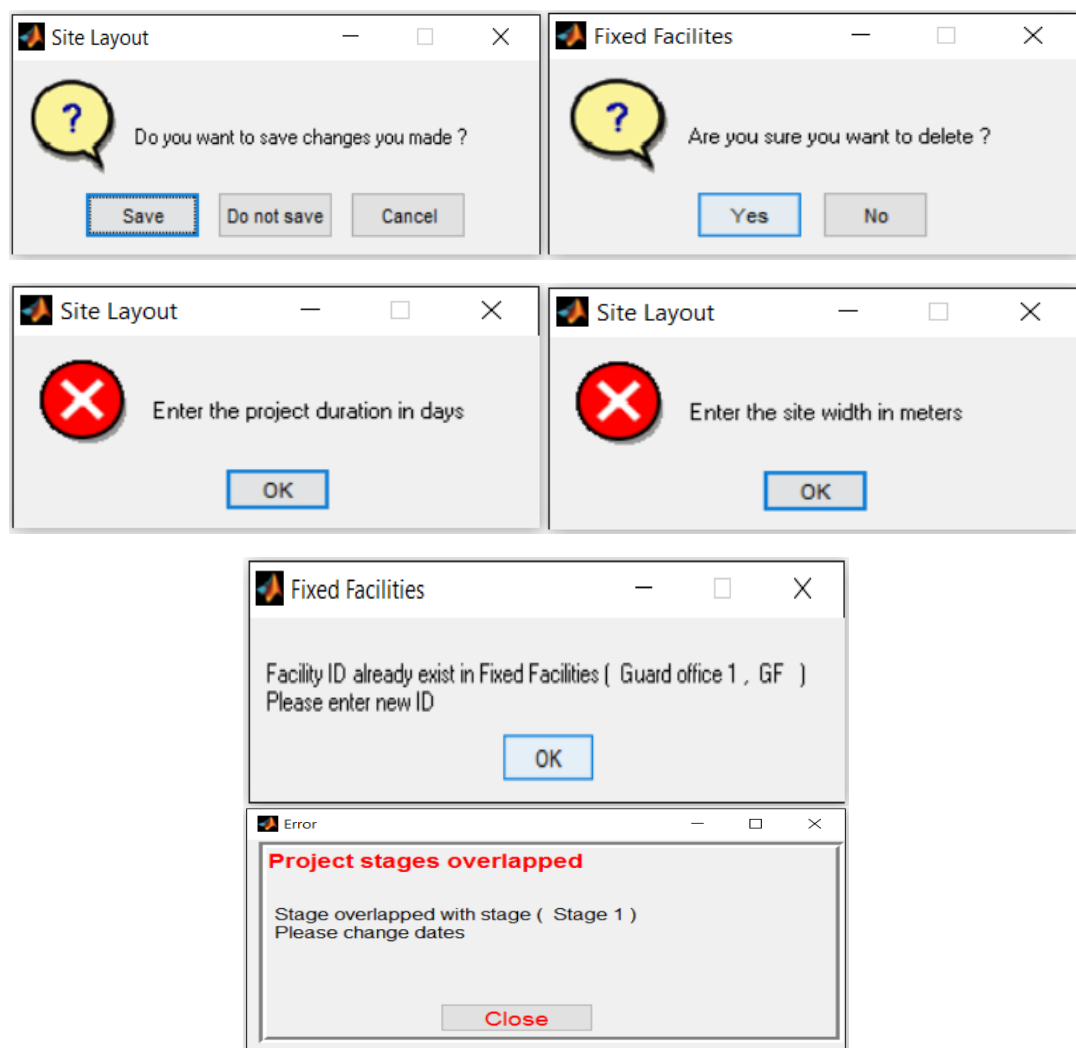 Site Layout
?
Do you want to save changes you made ?
Save Do not save Cancel
Fixed Facilites
?
Are you sure you want to delete ?
Yes No
Site Layout
Enter the project duration in days
OK
Site Layout
Enter the site width in meters
OK
Fixed Facilities
Facility ID already exist in Fixed Facilities ( Guard office 1 , GF )
Please enter new ID
OK
Error
Project stages overlapped
Stage overlapped with stage ( Stage 1 )
Please change dates
Close